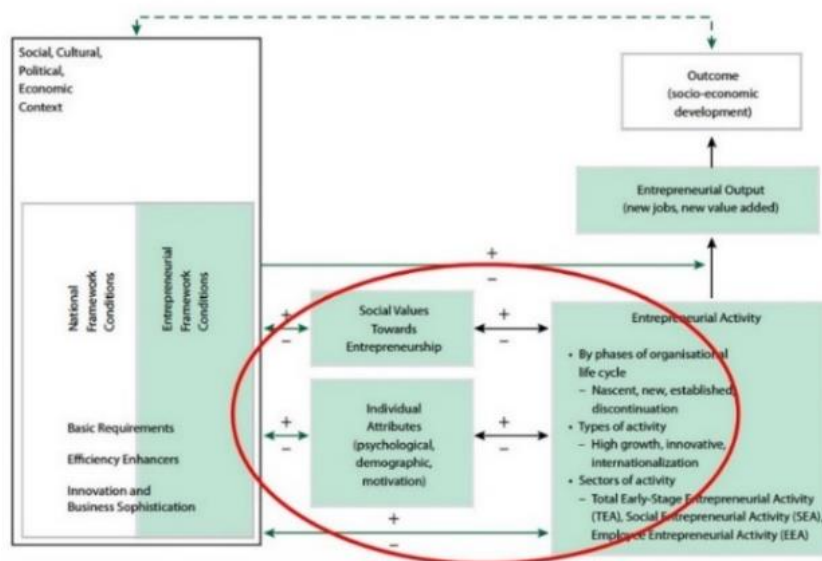 Social, Cultural,
Political,
Economic
Context
Outcome
(socio-economic
development)
Entrepreneurial Output
(new jobs, new value added)
+
−
National
Framework
Conditions
Entrepreneurial
Framework
Conditions
Basic Requirements
Efficiency Enhancers
Innovation and
Business Sophistication
+
−
Social Values
Towards
Entrepreneurship
+
−
+
−
Individual
Attributes
(psychological,
demographic,
motivation)
+
−
+
−
Entrepreneurial Activity
• By phases of organisational
life cycle
− Nascent, new, established,
discontinuation
• Types of activity
− High growth, innovative,
internationalization
• Sectors of activity
− Total Early-Stage Entrepreneurial Activity
(TEA), Social Entrepreneurial Activity (SEA),
Employee Entrepreneurial Activity (EEA)